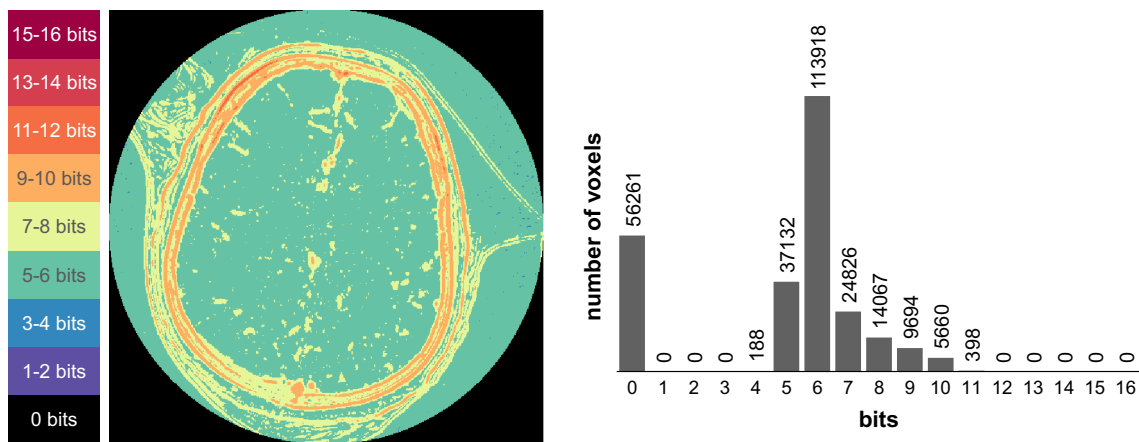 15-16 bits
13-14 bits
11-12 bits
9-10 bits
7-8 bits
5-6 bits
3-4 bits
1-2 bits
0 bits
number of voxels
56261
0
0
0
188
37132
113918
24826
14067
9694
5660
398
0
0
0
0
0
0 1 2 3 4 5 6 7 8 9 10 11 12 13 14 15 16
bits